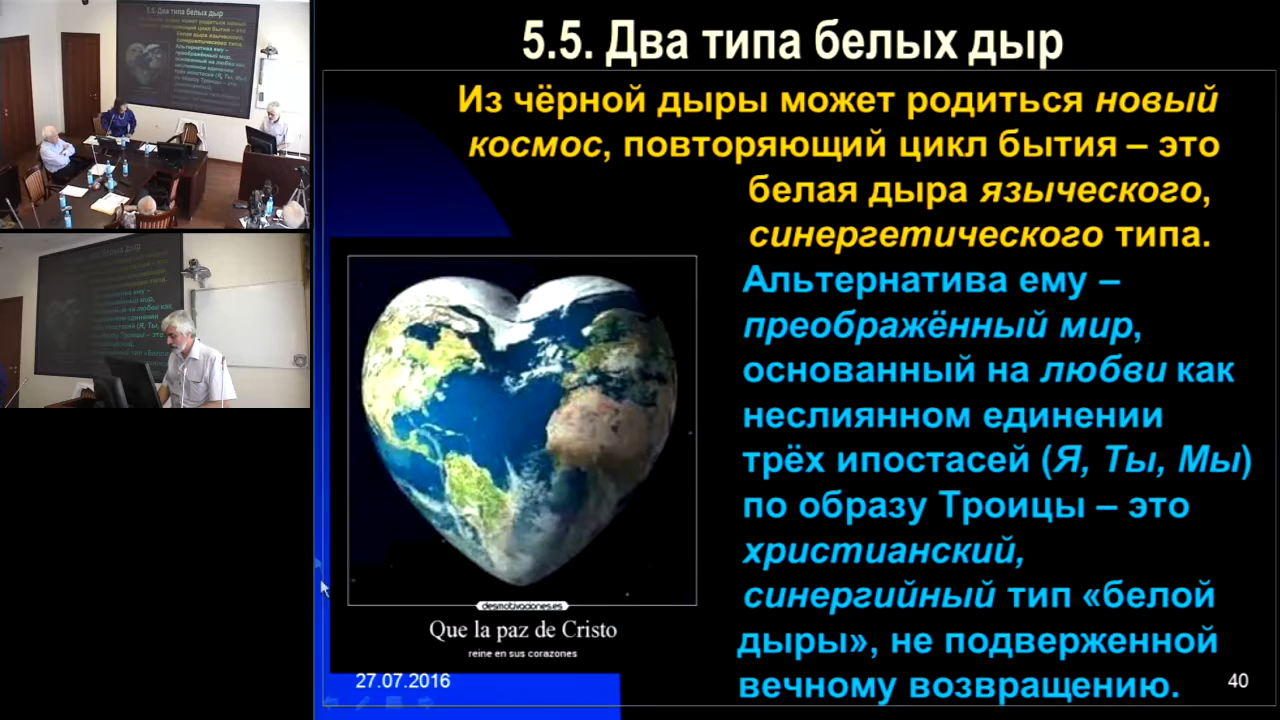 5.5. Два типа белых дыр
Из чёрной дыры может родиться новый
космос, повторяющий цикл бытия – это
белая дыра языческого,
синергетического типа.
Альтернатива ему –
преображённый мир,
основанный на любви как
неслиянном единении
трёх ипостасей (Я, Ты, Мы)
по образу Троицы – это
христианский,
синергийный тип «белой
дыры», не подверженной
вечному возвращению.
desmotivaciones.es
Que la paz de Cristo
reine en sus corazones
27.07.2016
40